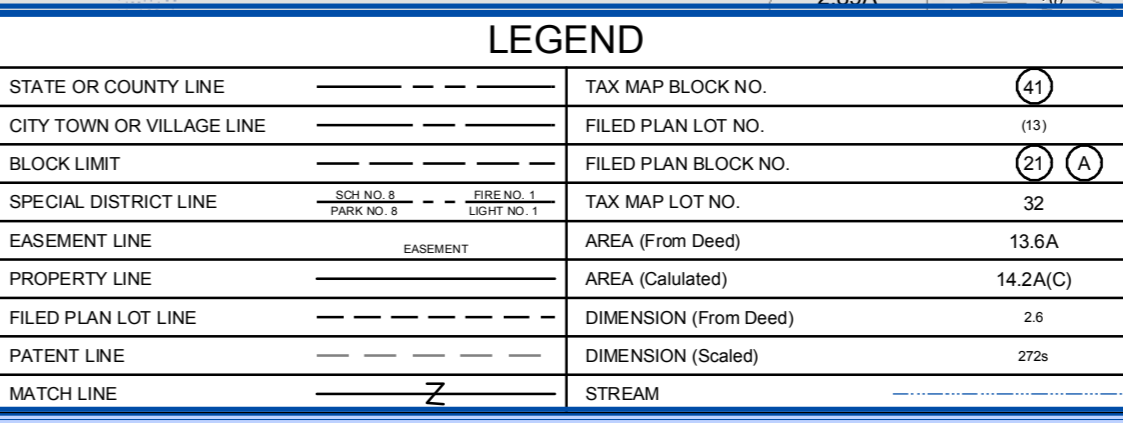 LEGEND
STATE OR COUNTY LINE
CITY TOWN OR VILLAGE LINE
BLOCK LIMIT
SPECIAL DISTRICT LINE SCH NO. 8 FIRE NO. 1
PARK NO. 8 LIGHT NO. 1
EASEMENT LINE EASEMENT
PROPERTY LINE
FILED PLAN LOT LINE
PATENT LINE
MATCH LINE Z
TAX MAP BLOCK NO. 41
FILED PLAN LOT NO. (13)
FILED PLAN BLOCK NO. 21 A
TAX MAP LOT NO. 32
AREA (From Deed) 13.6A
AREA (Calulated) 14.2A(C)
DIMENSION (From Deed) 2.6
DIMENSION (Scaled) 272s
STREAM